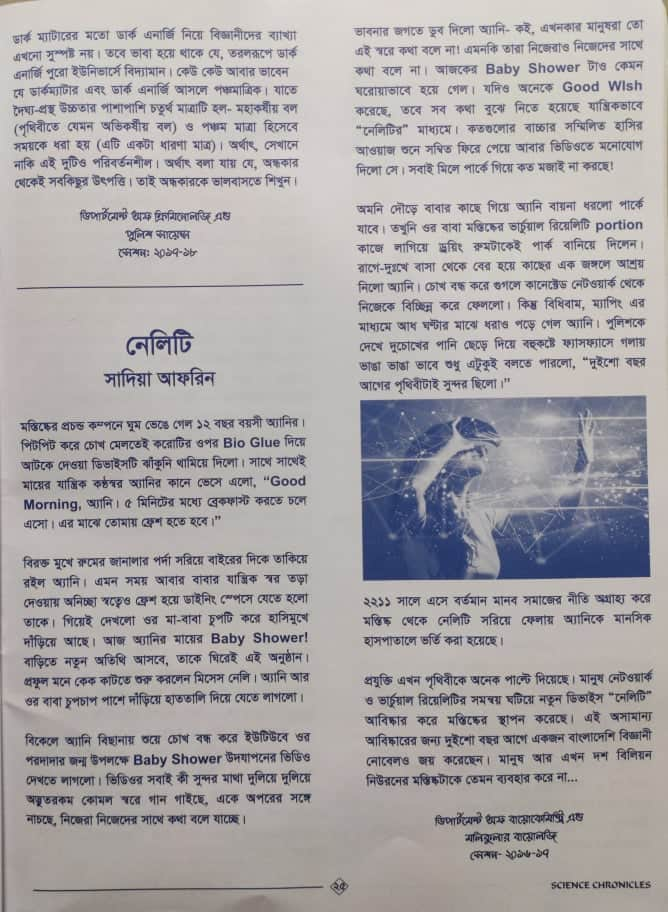 ডার্ক ম্যাটারের মতো ডার্ক এনার্জি নিয়ে বিজ্ঞানীদের ব্যাখ্যা
এখনো সুস্পষ্ট নয়। তবে ভাবা হয়ে থাকে যে, তরলরূপে ডার্ক
এনার্জি পুরো ইউনিভার্সে বিদ্যমান। কেউ কেউ আবার ভাবেন
যে ডার্কম্যাটার এবং ডার্ক এনার্জি আসলে পঞ্চমাত্রিক। যাতে
দৈঘ্য-প্রস্থ উচ্চতার পাশাপাশি চতুর্থ মাত্রাটি হল- মহাকর্ষীয় বল
(পৃথিবীতে যেমন অভিকর্ষীয় বল) ও পঞ্চম মাত্রা হিসেবে
সময়কে ধরা হয় (এটি একটা ধারণা মাত্র)। অর্থাৎ, সেখানে
নাকি এই দুটিও পরিবর্তনশীল। অর্থাৎ বলা যায় যে, অন্ধকার
থেকেই সবকিছুর উৎপত্তি। তাই অন্ধকারকে ভালবাসতে শিখুন।
ডিপার্টমেন্ট অফ ক্রিমিনোলজি এন্ড
পুলিশ সায়েন্স
সেশন: ২০১৭-১৮
নেলিটি
সাদিয়া আফরিন
মস্তিষ্কের প্রচন্ড কম্পনে ঘুম ভেঙে গেল ১২ বছর বয়সী অ্যানির।
পিটপিট করে চোখ মেলতেই করোটির ওপর Bio Glue দিয়ে
আটকে দেওয়া ডিভাইসটি ঝাঁকুনি থামিয়ে দিলো। সাথে সাথেই
মায়ের যান্ত্রিক কণ্ঠস্বর অ্যানির কানে ভেসে এলো, “Good
Morning, অ্যানি। ৫ মিনিটের মধ্যে ব্রেকফাস্ট করতে চলে
এসো। এর মাঝে তোমায় ফ্রেশ হতে হবে।”
বিরক্ত মুখে রুমের জানালার পর্দা সরিয়ে বাইরের দিকে তাকিয়ে
রইল অ্যানি। এমন সময় আবার বাবার যান্ত্রিক স্বর তড়া
দেওয়ায় অনিচ্ছা স্বত্বেও ফ্রেশ হয়ে ডাইনিং স্পেসে যেতে হলো
তাকে। গিয়েই দেখলো ওর মা-বাবা চুপটি করে হাসিমুখে
দাঁড়িয়ে আছে। আজ অ্যানির মায়ের Baby Shower!
বাড়িতে নতুন অতিথি আসবে, তাকে ঘিরেই এই অনুষ্ঠান।
প্রফুল মনে কেক কাটতে শুরু করলেন মিসেস নেলি। অ্যানি আর
ওর বাবা চুপচাপ পাশে দাঁড়িয়ে হাততালি দিয়ে যেতে লাগলো।
বিকেলে অ্যানি বিছানায় শুয়ে চোখ বন্ধ করে ইউটিউবে ওর
পরদাদার জন্ম উপলক্ষে Baby Shower উদযাপনের ভিডিও
দেখতে লাগলো। ভিডিওর সবাই কী সুন্দর মাথা দুলিয়ে দুলিয়ে
অদ্ভুতরকম কোমল স্বরে গান গাইছে, একে অপরের সঙ্গে
নাচছে, নিজেরা নিজেদের সাথে কথা বলে যাচ্ছে।
ভাবনার জগতে ডুব দিলো অ্যানি- কই, এখনকার মানুষরা তো
এই স্বরে কথা বলে না! এমনকি তারা নিজেরাও নিজেদের সাথে
কথা বলে না। আজকের Baby Shower টাও কেমন
ঘরোয়াভাবে হয়ে গেল। যদিও অনেকে Good WIsh
করেছে, তবে সব কথা বুঝে নিতে হয়েছে যান্ত্রিকভাবে
“নেলিটির” মাধ্যমে। কতগুলোর বাচ্চার সম্মিলিত হাসির
আওয়াজ শুনে সম্বিত ফিরে পেয়ে আবার ভিডিওতে মনোযোগ
দিলো সে। সবাই মিলে পার্কে গিয়ে কত মজাই না করছে!
অমনি দৌড়ে বাবার কাছে গিয়ে অ্যানি বায়না ধরলো পার্কে
যাবে। তখুনি ওর বাবা মস্তিষ্কের ভার্চুয়াল রিয়েলিটি portion
কাজে লাগিয়ে ড্রয়িং রুমটাকেই পার্ক বানিয়ে দিলেন।
রাগে-দুঃখে বাসা থেকে বের হয়ে কাছের এক জঙ্গলে আশ্রয়
নিলো অ্যানি। চোখ বন্ধ করে গুগলে কানেক্টেড নেটওয়ার্ক থেকে
নিজেকে বিচ্ছিন্ন করে ফেললো। কিন্তু বিধিবাম, ম্যাপিং এর
মাধ্যমে আধ ঘন্টার মাঝে ধরাও পড়ে গেল অ্যানি। পুলিশকে
দেখে দুচোখের পানি ছেড়ে দিয়ে বহুকষ্টে ফ্যাসফ্যাসে গলায়
ভাঙা ভাঙা ভাবে শুধু এটুকুই বলতে পারলো, “দুইশো বছর
আগের পৃথিবীটাই সুন্দর ছিলো।”
২২১১ সালে এসে বর্তমান মানব সমাজের নীতি অগ্রাহ্য করে
মস্তিষ্ক থেকে নেলিটি সরিয়ে ফেলায় অ্যানিকে মানসিক
হাসপাতালে ভর্তি করা হয়েছে।
প্রযুক্তি এখন পৃথিবীকে অনেক পাল্টে দিয়েছে। মানুষ নেটওয়ার্ক
ও ভার্চুয়াল রিয়েলিটির সমন্বয় ঘটিয়ে নতুন ডিভাইস “নেলিটি”
আবিষ্কার করে মস্তিষ্কের স্থাপন করেছে। এই অসামান্য
আবিষ্কারের জন্য দুইশো বছর আগে একজন বাংলাদেশি বিজ্ঞানী
নোবেলও জয় করেছেন। মানুষ আর এখন দশ বিলিয়ন
নিউরনের মস্তিষ্কটাকে তেমন ব্যবহার করে না...
ডিপার্টমেন্ট অফ বায়োকেমিস্ট্রি এন্ড
মলিকুলার বায়োলজি
সেশন- ২০১৬-১৭
২৫
SCIENCE CHRONICLES